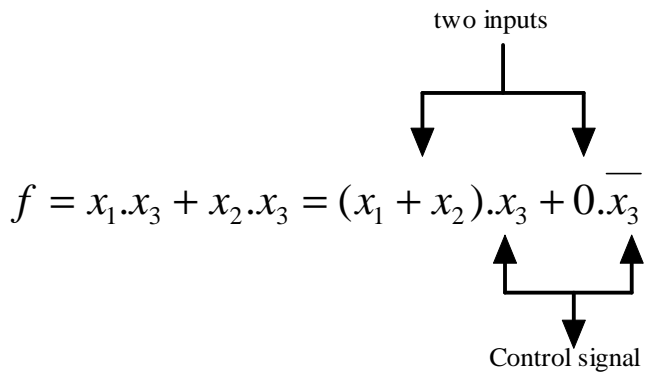 two inputs
f = x₁.x₃ + x₂.x₃ = (x₁ + x₂).x₃ + 0.x̅₃
Control signal